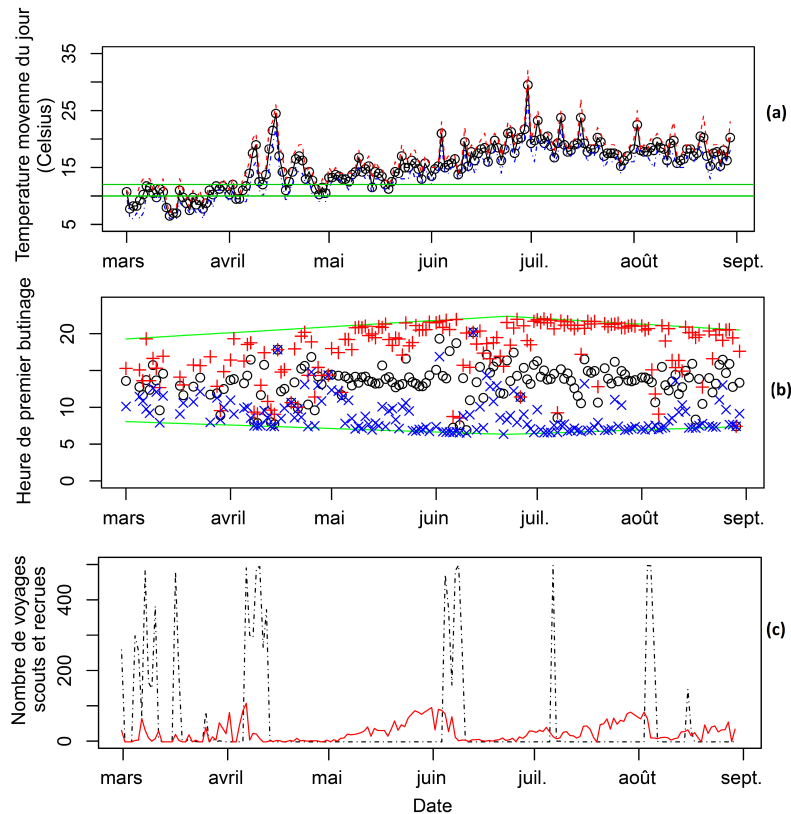 Temperature moyenne du jour
(Celsius)
35
25
15
5
mars avril mai juin juil. août sept.
(a)
Heure de premier butinage
20
10
5
0
mars avril mai juin juil. août sept.
(b)
Nombre de voyages
scouts et recrues
400
200
0
mars avril mai juin juil. août sept.
Date
(c)